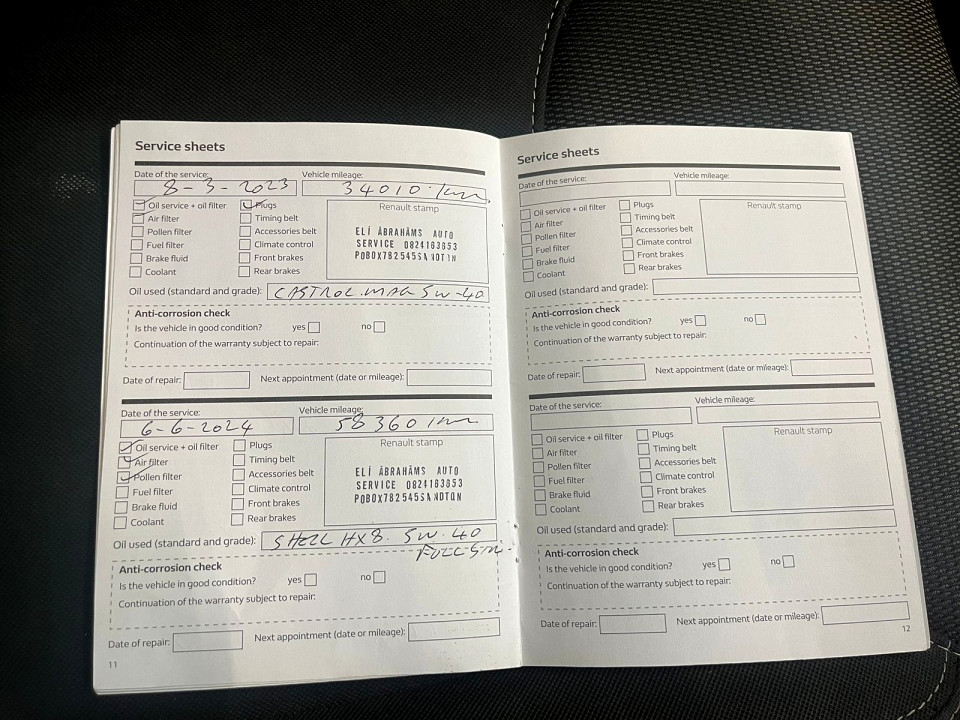 Service sheets
Date of the service: Vehicle mileage:
8-3-2023 34010 km
Oil service + oil filter Plugs Renault stamp
Air filter Timing belt
Pollen filter Accessories belt
Fuel filter Climate control
Brake fluid Front brakes
Coolant Rear brakes
ELI ABRAHAMS AUTO
SERVICE 0824183853
POBOX782545SANDTON
Oil used (standard and grade): CASTROL.MAG 5W-40
Anti-corrosion check
Is the vehicle in good condition? yes no
Continuation of the warranty subject to repair:
Date of repair: Next appointment (date or mileage):
Date of the service: Vehicle mileage:
6-6-2024 58360 km
Oil service + oil filter Plugs Renault stamp
Air filter Timing belt
Pollen filter Accessories belt
Fuel filter Climate control
Brake fluid Front brakes
Coolant Rear brakes
ELI ABRAHAMS AUTO
SERVICE 0824183853
POBOX782545SANDTON
Oil used (standard and grade): SHELL HX8. 5W-40
FULL SYN.
Anti-corrosion check
Is the vehicle in good condition? yes no
Continuation of the warranty subject to repair:
Date of repair: Next appointment (date or mileage):
11
Service sheets
Date of the service: Vehicle mileage:
Oil service + oil filter Plugs Renault stamp
Air filter Timing belt
Pollen filter Accessories belt
Fuel filter Climate control
Brake fluid Front brakes
Coolant Rear brakes
Oil used (standard and grade):
Anti-corrosion check
Is the vehicle in good condition? yes no
Continuation of the warranty subject to repair:
Date of repair: Next appointment (date or mileage):
Date of the service: Vehicle mileage:
Oil service + oil filter Plugs Renault stamp
Air filter Timing belt
Pollen filter Accessories belt
Fuel filter Climate control
Brake fluid Front brakes
Coolant Rear brakes
Oil used (standard and grade):
Anti-corrosion check
Is the vehicle in good condition? yes no
Continuation of the warranty subject to repair:
Date of repair: Next appointment (date or mileage):
12